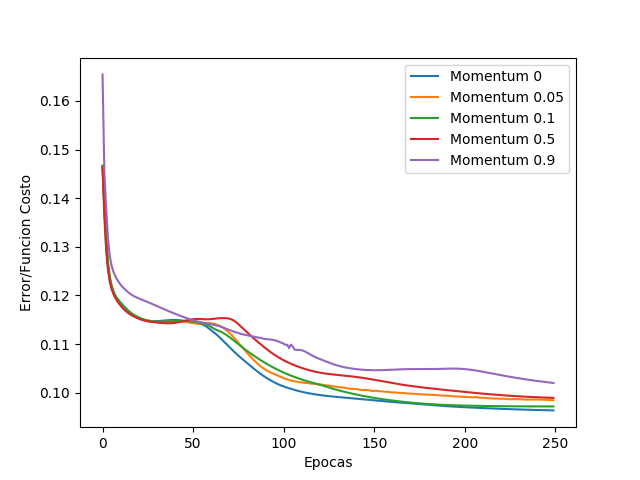 Momentum 0
Momentum 0.05
Momentum 0.1
Momentum 0.5
Momentum 0.9
0.16
0.15
0.14
0.13
0.12
0.11
0.10
Error/Funcion Costo
0 50 100 150 200 250
Epocas